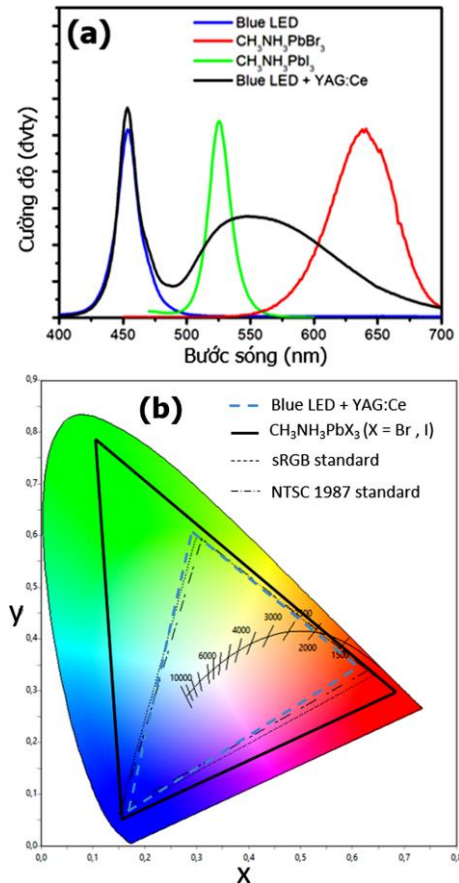 (a)
Blue LED
CH₃NH₃PbBr₃
CH₃NH₃PbI₃
Blue LED + YAG:Ce
Cường độ (đvty)
400 450 500 550 600 650 700
Bước sóng (nm)
(b)
Blue LED + YAG:Ce
CH₃NH₃PbX₃ (X = Br , I)
sRGB standard
NTSC 1987 standard
0,9
0,8
0,7
0,6
0,5
0,4
0,3
0,2
0,1
0,0
y
10000
6000
4000
3000
2000
1500
0,0 0,1 0,2 0,3 0,4 0,5 0,6 0,7 0,8
x